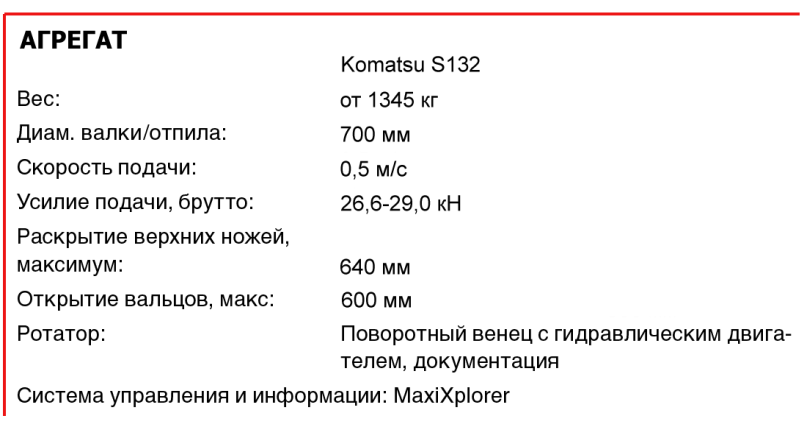 АГРЕГАТ
Komatsu S132
Вес: от 1345 кг
Диам. валки/отпила: 700 мм
Скорость подачи: 0,5 м/с
Усилие подачи, брутто: 26,6-29,0 кН
Раскрытие верхних ножей,
максимум: 640 мм
Открытие вальцов, макс: 600 мм
Ротатор: Поворотный венец с гидравлическим двига-
телем, документация
Система управления и информации: MaxiXplorer